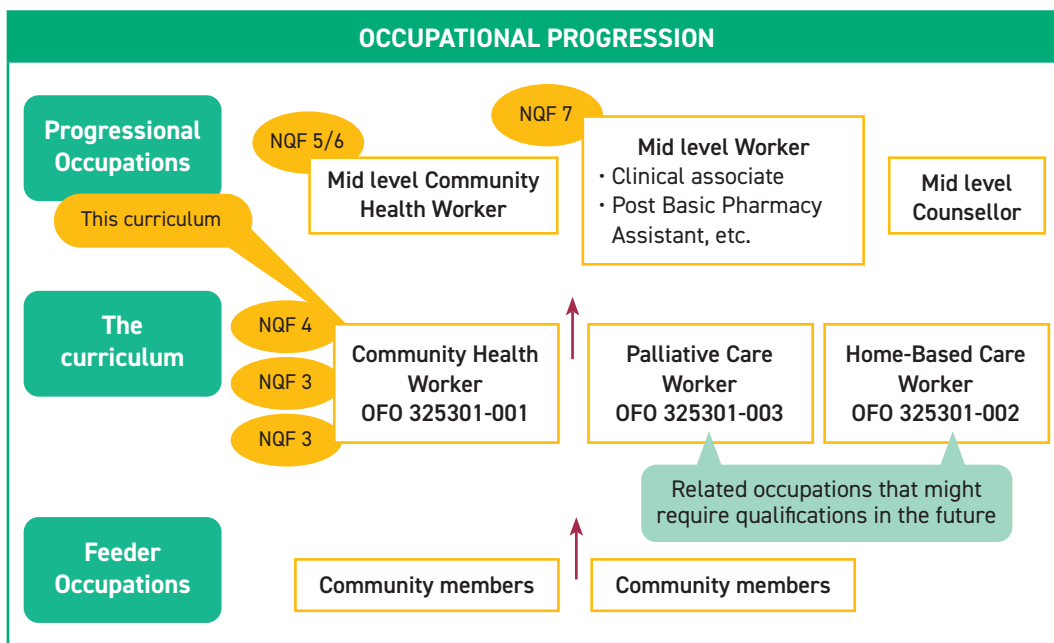 OCCUPATIONAL PROGRESSION
Progressional
Occupations
NQF 5/6
Mid level Community
Health Worker
NQF 7
Mid level Worker
· Clinical associate
· Post Basic Pharmacy
Assistant, etc.
Mid level
Counsellor
This curriculum
The
curriculum
NQF 4
NQF 3
NQF 3
Community Health
Worker
OFO 325301-001
Palliative Care
Worker
OFO 325301-003
Home-Based Care
Worker
OFO 325301-002
Related occupations that might
require qualifications in the future
Feeder
Occupations
Community members
Community members